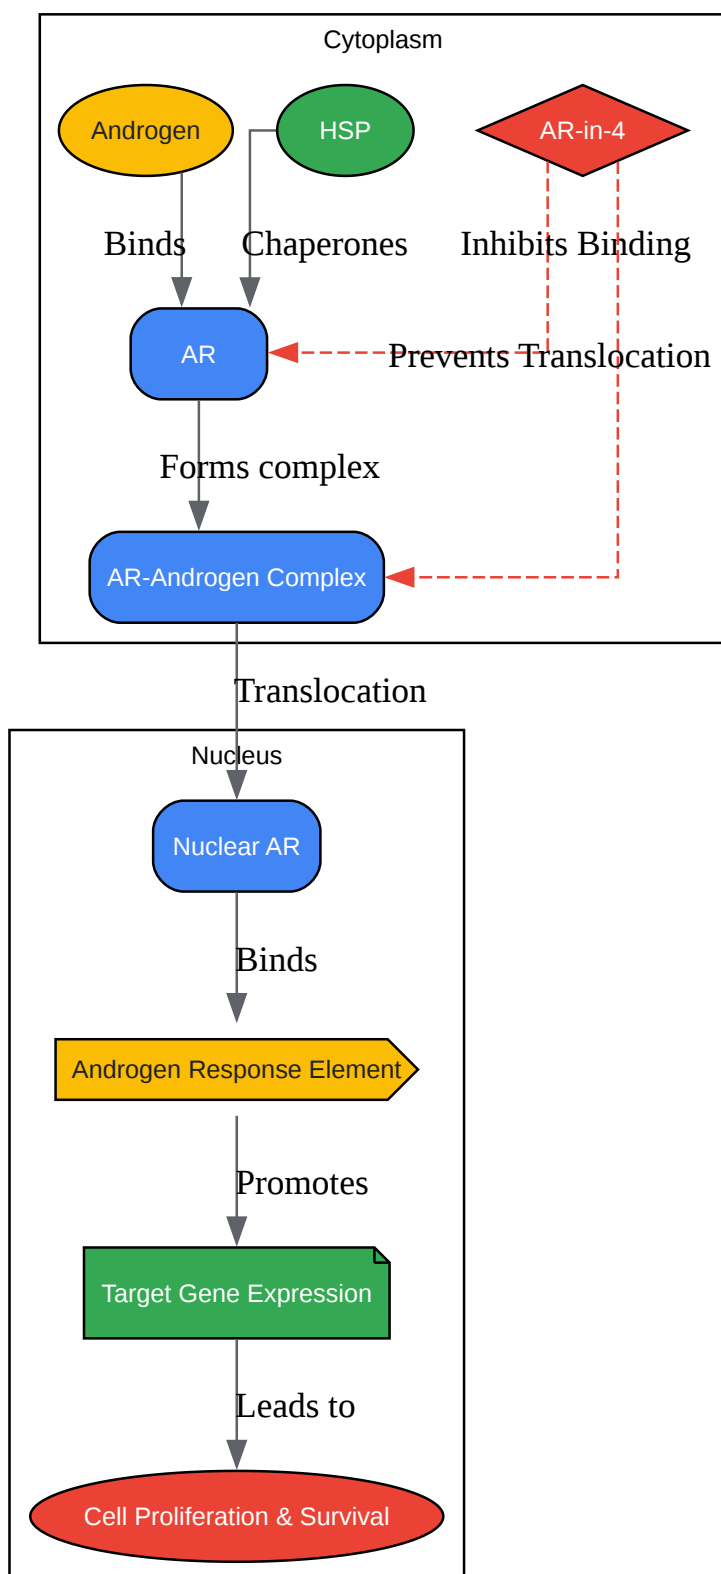 Cytoplasm
Androgen
HSP
AR-in-4
Binds
Chaperones
Inhibits Binding
AR
Prevents Translocation
Forms complex
AR-Androgen Complex
Translocation
Nucleus
Nuclear AR
Binds
Androgen Response Element
Promotes
Target Gene Expression
Leads to
Cell Proliferation & Survival